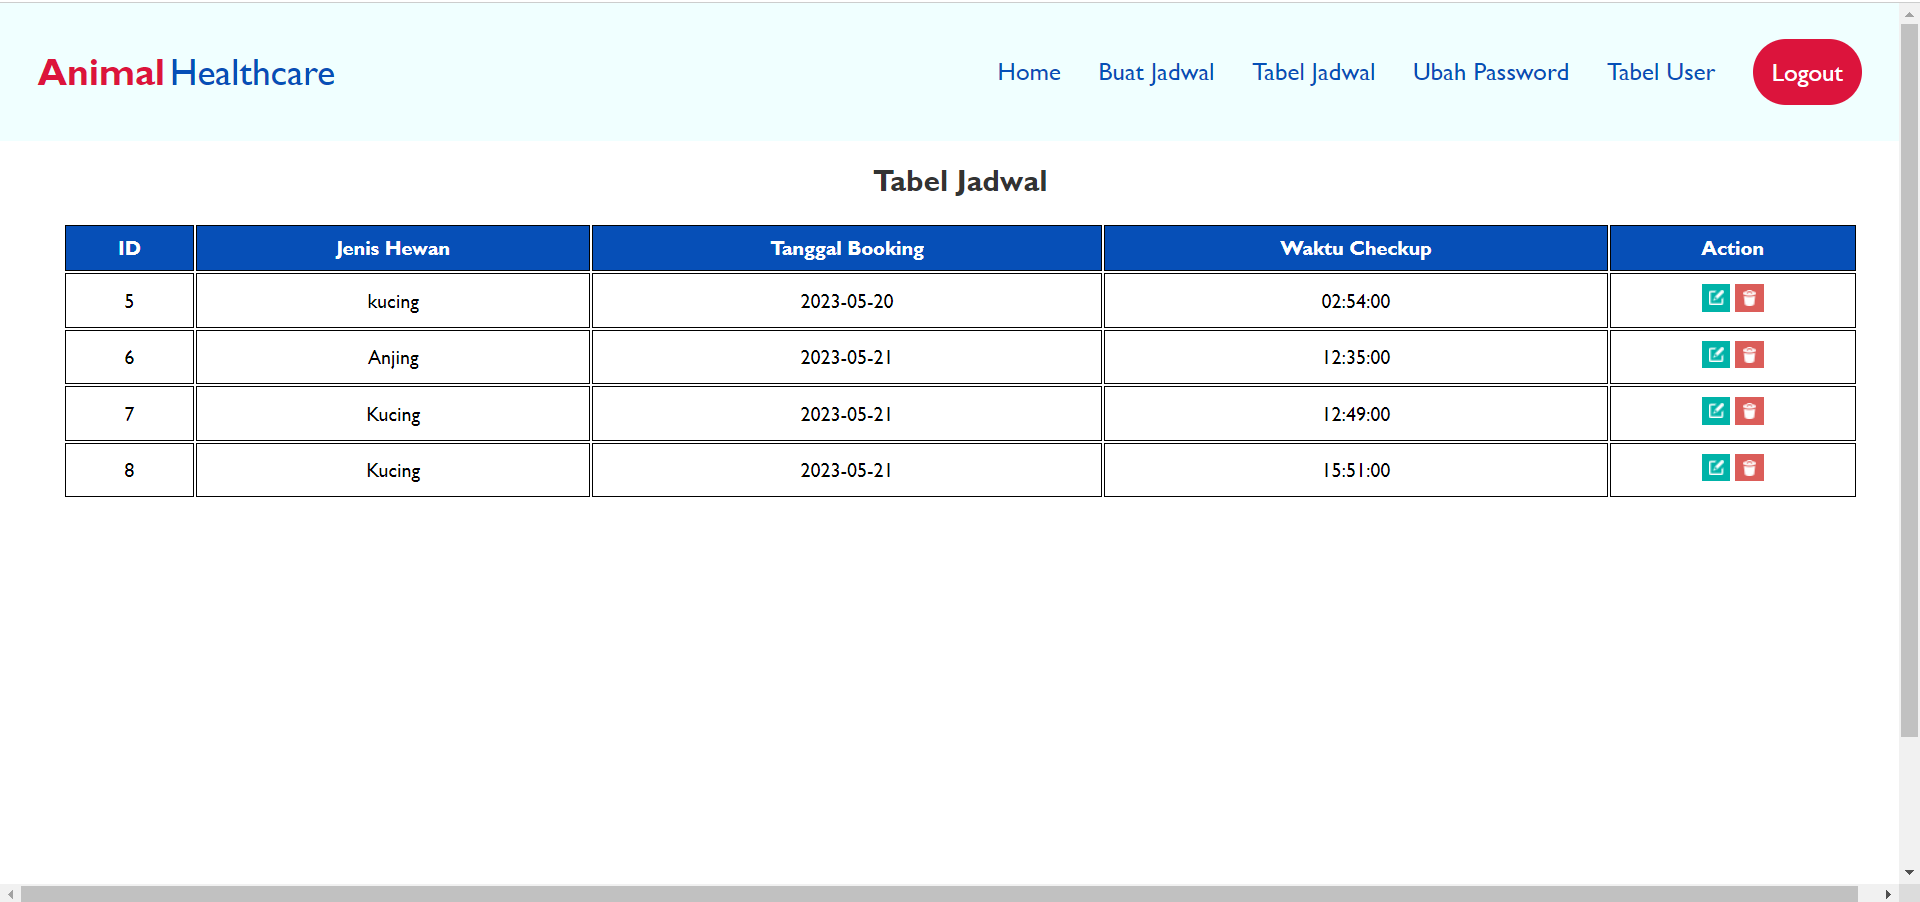 Animal Healthcare Home Buat Jadwal Tabel Jadwal Ubah Password Tabel User Logout
Tabel Jadwal
ID Jenis Hewan Tanggal Booking Waktu Checkup Action
5 kucing 2023-05-20 02:54:00
6 Anjing 2023-05-21 12:35:00
7 Kucing 2023-05-21 12:49:00
8 Kucing 2023-05-21 15:51:00